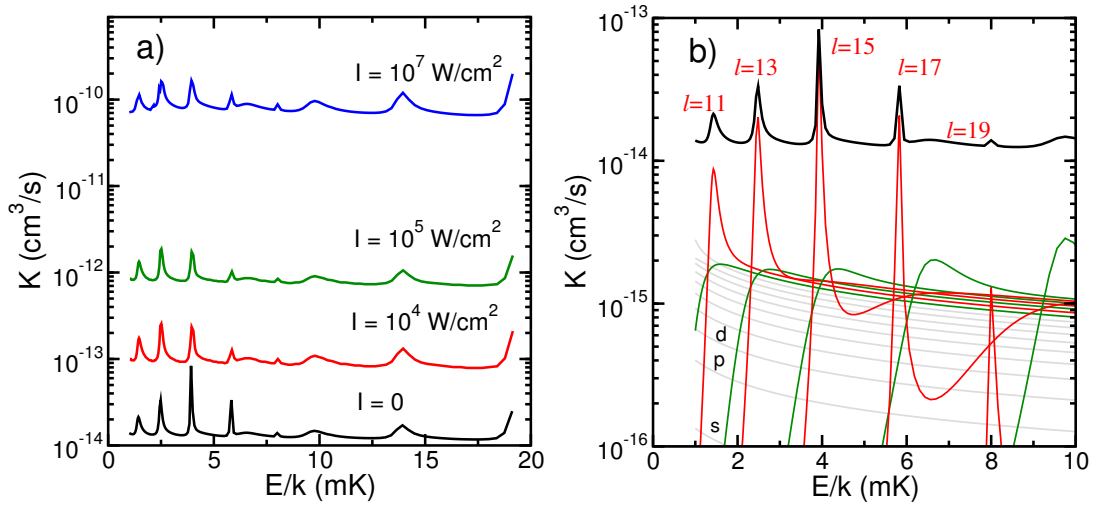 a)
I = 10^7 W/cm^2
I = 10^5 W/cm^2
I = 10^4 W/cm^2
I = 0
10^-10
10^-11
10^-12
10^-13
10^-14
K (cm^3/s)
0 5 10 15 20
E/k (mK)
b)
l=11
l=13
l=15
l=17
l=19
d
p
s
10^-13
10^-14
10^-15
10^-16
K (cm^3/s)
0 2 4 6 8 10
E/k (mK)